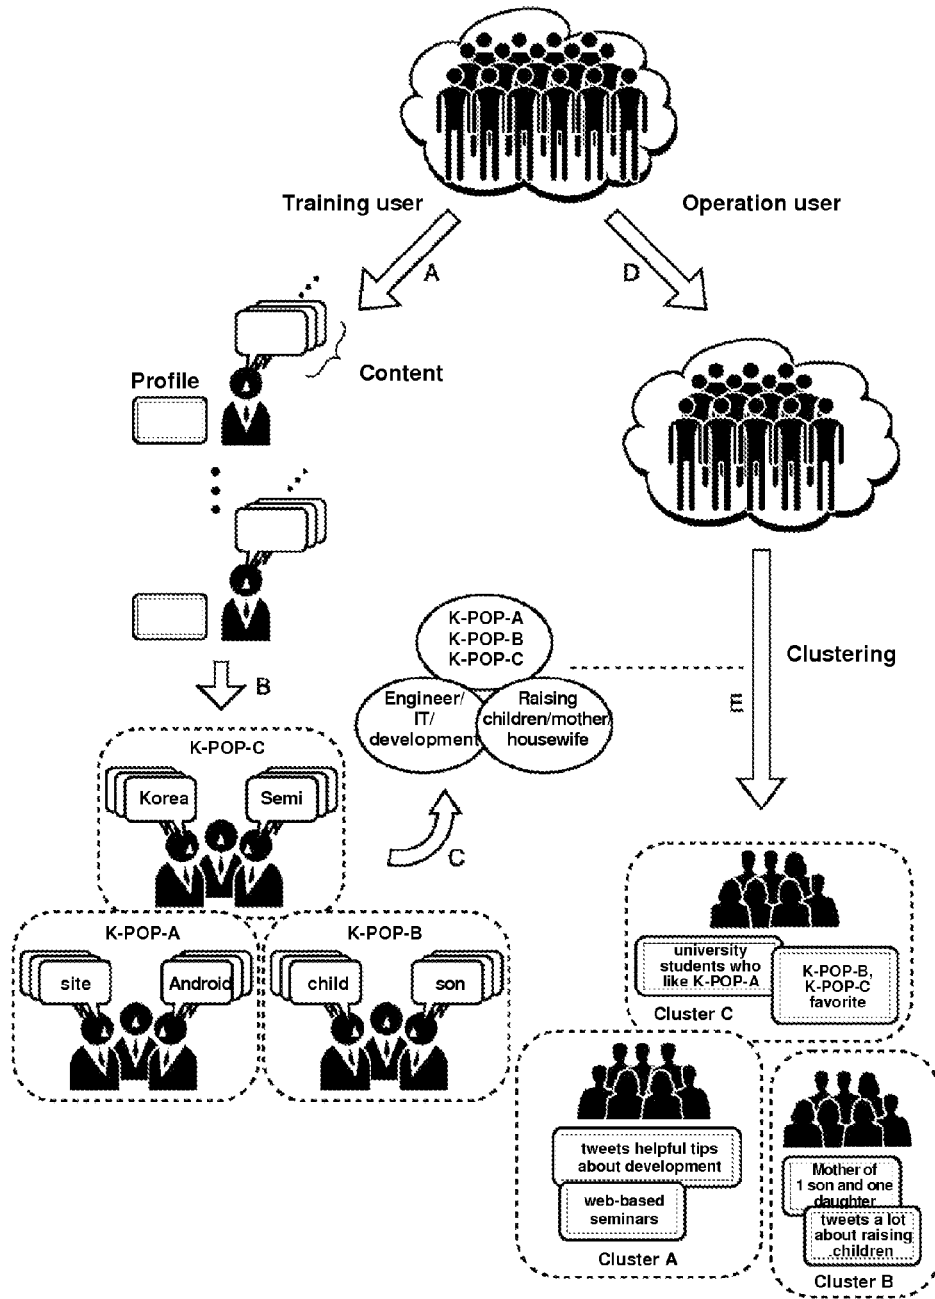 Training user
Operation user
A
D
Content
Profile
K-POP-A
K-POP-B
K-POP-C
Engineer/
IT/
development
Raising
children/mother/
housewife
Clustering
B
E
K-POP-C
Korea
Semi
C
K-POP-A
site
Android
K-POP-B
child
son
university
students who
like K-POP-A
K-POP-B,
K-POP-C
favorite
Cluster C
tweets helpful tips
about development
web-based
seminars
Cluster A
Mother of
1 son and one
daughter
tweets a lot
about raising
children
Cluster B